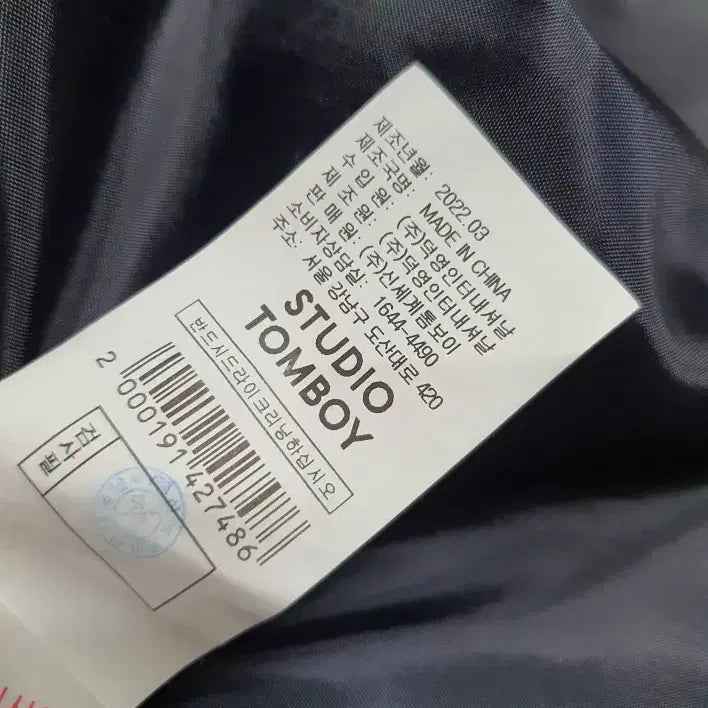 제조년월: 2022.03
제조국명: MADE IN CHINA
수 입 원: (주)덕영인터내셔날
제 조 원: (주)덕영인터내셔날
판 매 원: (주)신세계톰보이
소비자상담실: 1644-4490
주소: 서울 강남구 도산대로 420
STUDIO
TOMBOY
반드시드라이크리닝하십시오
2 000191 427486
검사
필